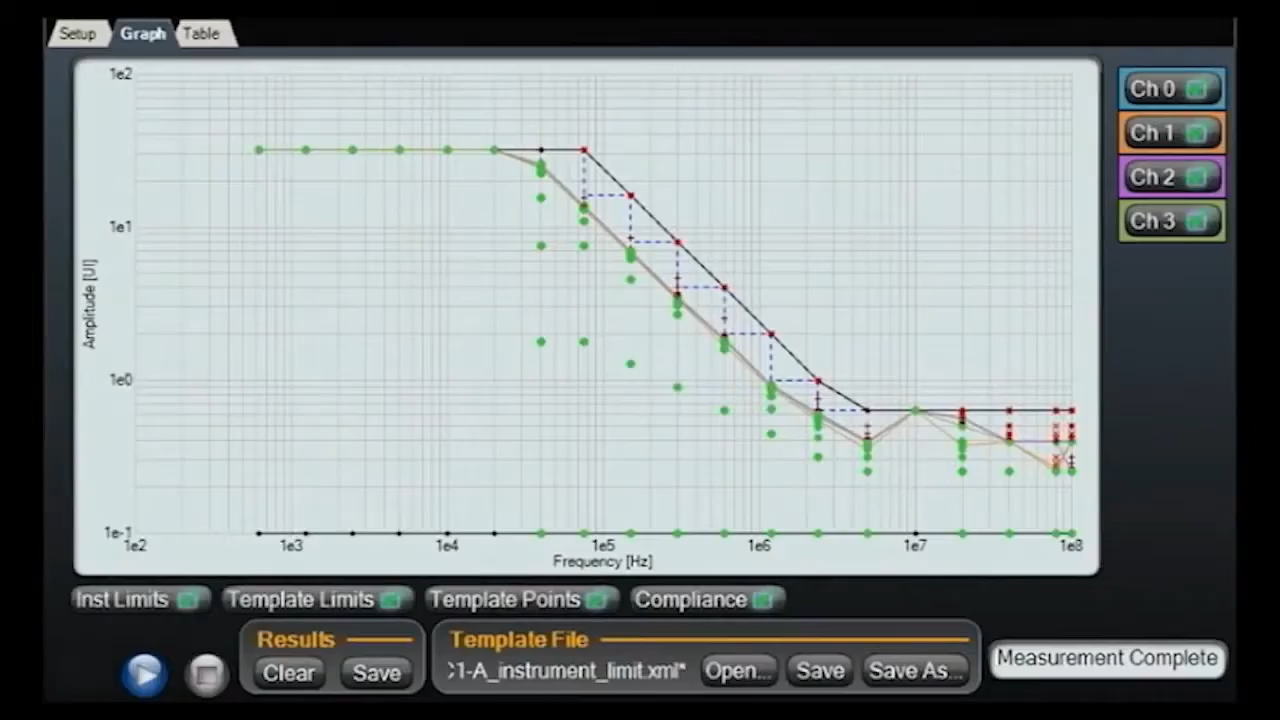 Setup Graph Table
1e2
1e1
1e0
1e-1
Amplitude [UI]
1e2 1e3 1e4 1e5 1e6 1e7 1e8
Frequency [Hz]
Ch 0
Ch 1
Ch 2
Ch 3
Inst Limits Template Limits Template Points Compliance
Results Template File
Clear Save 1-A_instrument_limit.xml* Open... Save Save As...
Measurement Complete